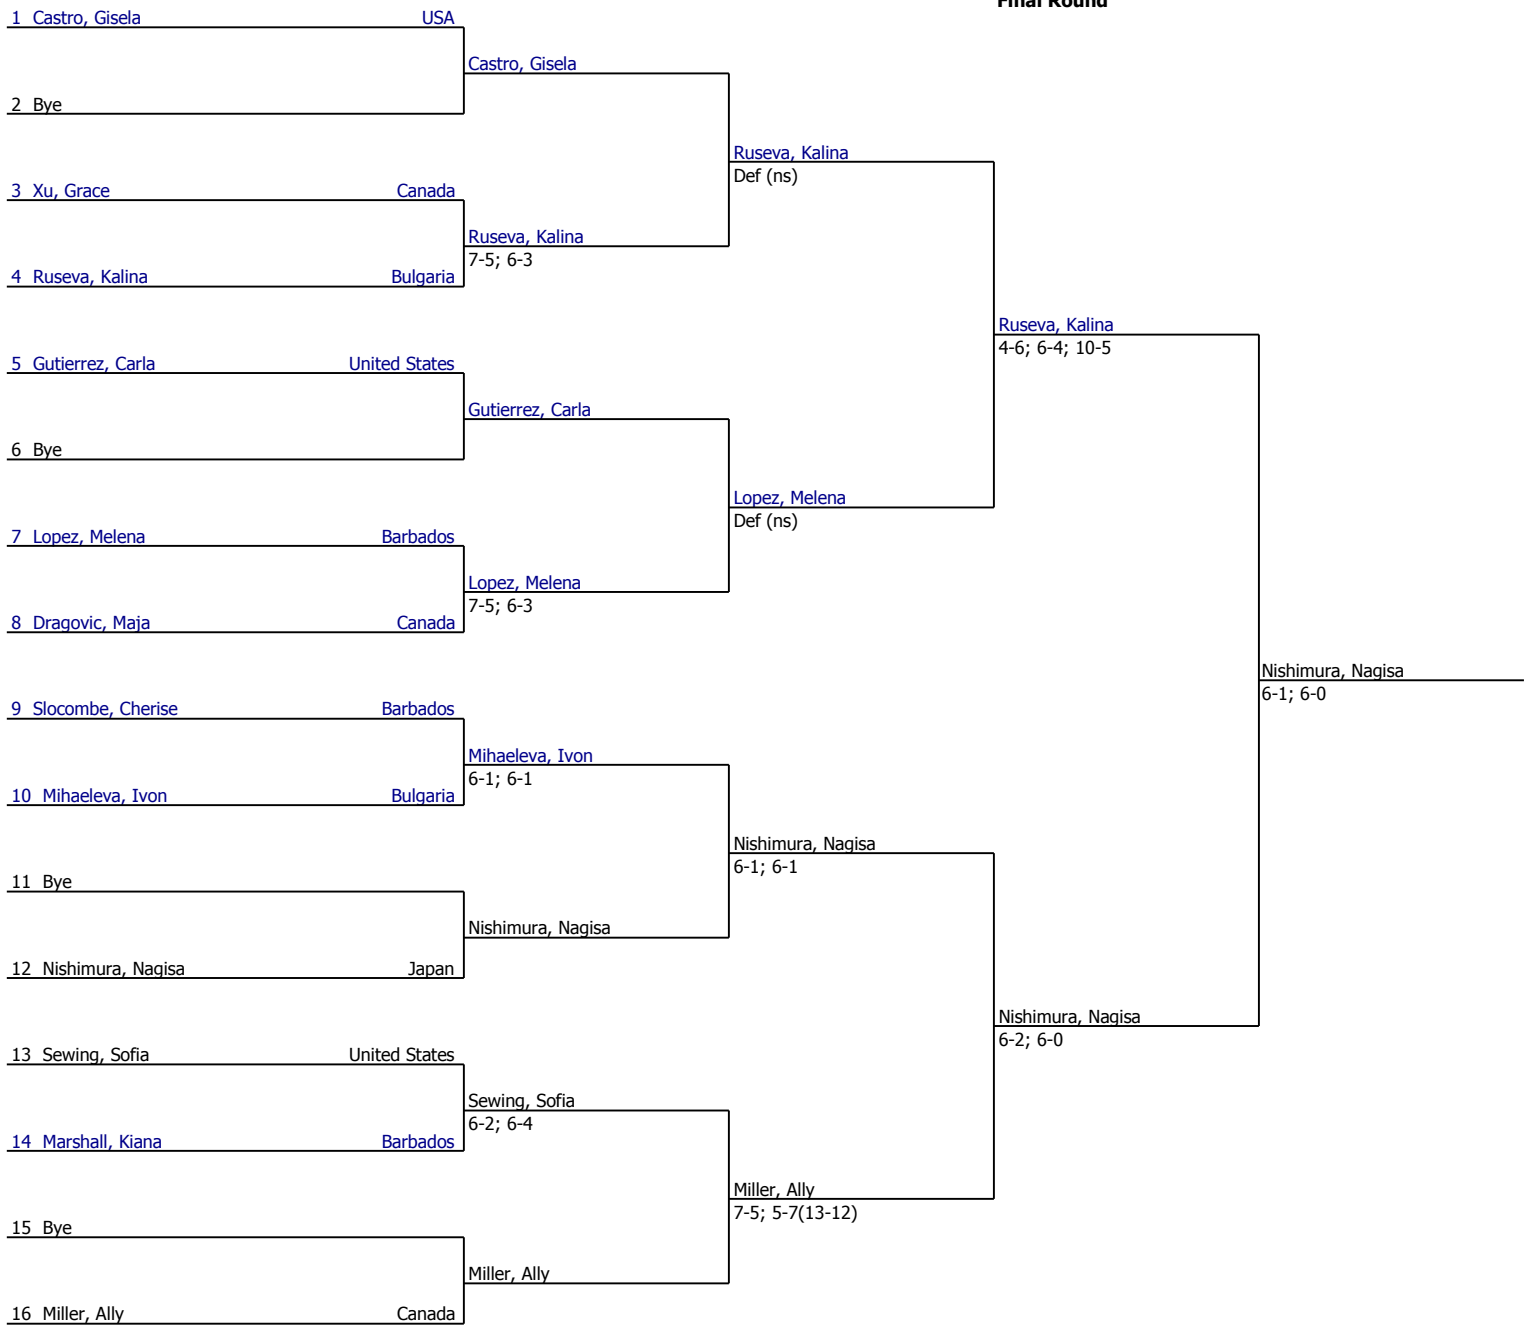 Final Round
1 Castro, Gisela USA
Castro, Gisela
2 Bye
Ruseva, Kalina
Def (ns)
3 Xu, Grace Canada
Ruseva, Kalina
7-5; 6-3
4 Ruseva, Kalina Bulgaria
Ruseva, Kalina
4-6; 6-4; 10-5
5 Gutierrez, Carla United States
Gutierrez, Carla
6 Bye
Lopez, Melena
Def (ns)
7 Lopez, Melena Barbados
Lopez, Melena
7-5; 6-3
8 Dragovic, Maja Canada
Nishimura, Nagisa
6-1; 6-0
9 Slocombe, Cherise Barbados
Mihaeleva, Ivon
6-1; 6-1
10 Mihaeleva, Ivon Bulgaria
Nishimura, Nagisa
6-1; 6-1
11 Bye
Nishimura, Nagisa
12 Nishimura, Nagisa Japan
Nishimura, Nagisa
6-2; 6-0
13 Sewing, Sofia United States
Sewing, Sofia
6-2; 6-4
14 Marshall, Kiana Barbados
Miller, Ally
7-5; 5-7(13-12)
15 Bye
Miller, Ally
16 Miller, Ally Canada